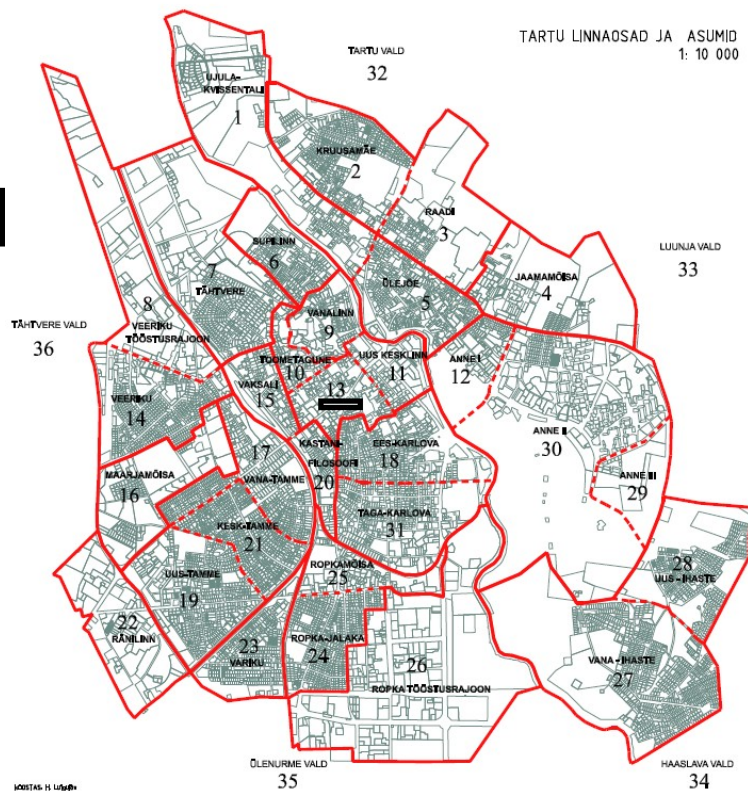 TARTU LINNAOSAD JA ASUMID
1: 10 000
TARTU VALD
32
UJULA-
KVISSENTALI
1
KRUUSAMÄE
2
RAADI
3
SUPILINN
6
7
TÄHTVERE
ÜLEJÕE
5
JAAMAMÕISA
4
LUUNJA VALD
33
8
VEERIKU
TÖÖSTUSRAJOON
TÄHTVERE VALD
36
VANALINN
9
TOOMETAGUNE
10
UUS KESKLINN
11
ANNE I
12
13
VAKSALI
15
VEERIKU
14
ANNE II
30
KASTANI-
FILOSOORI
20
EES-KARLOVA
18
17
VANA-TAMME
MAARJAMÕISA
16
ANNE III
29
KESK-TAMME
21
TAGA-KARLOVA
31
UUS-TAMME
19
ROPKAMÕISA
25
28
UUS-IHASTE
22
RÄNILINN
23
VARIKU
ROPKA-JALAKA
24
26
ROPKA TÖÖSTUSRAJOON
VANA-IHASTE
27
ÜLENURME VALD
35
HAASLAVA VALD
34